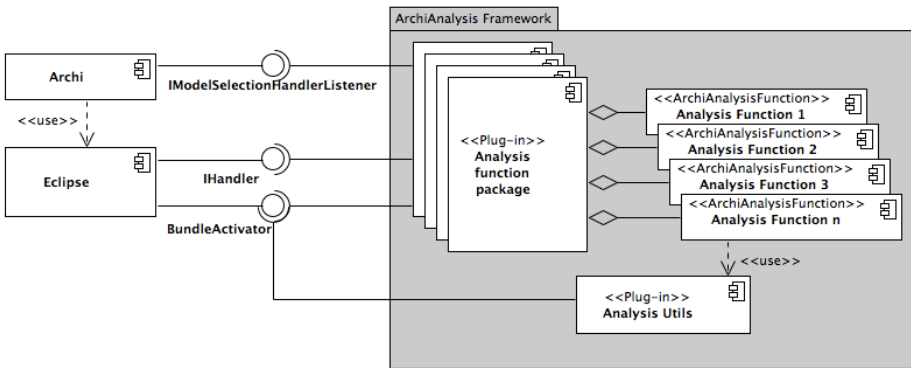 ArchiAnalysis Framework
Archi
IModelSelectionHandlerListener
<<use>>
Eclipse
IHandler
BundleActivator
<<Plug-in>>
Analysis
function
package
<<ArchiAnalysisFunction>>
Analysis Function 1
<<ArchiAnalysisFunction>>
Analysis Function 2
<<ArchiAnalysisFunction>>
Analysis Function 3
<<ArchiAnalysisFunction>>
Analysis Function n
<<use>>
<<Plug-in>>
Analysis Utils